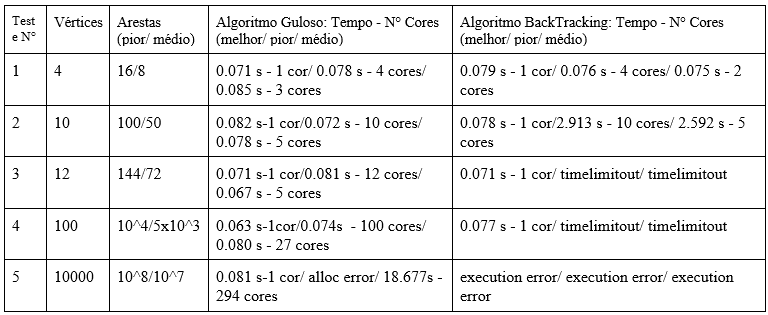 Test
e N°
Vértices
Arestas
(pior/ médio)
Algoritmo Guloso: Tempo - N° Cores
(melhor/ pior/ médio)
Algoritmo BackTracking: Tempo - N° Cores
(melhor/ pior/ médio)
1
4
16/8
0.071 s - 1 cor/ 0.078 s - 4 cores/
0.085 s - 3 cores
0.079 s - 1 cor/ 0.076 s - 4 cores/ 0.075 s - 2
cores
2
10
100/50
0.082 s-1 cor/0.072 s - 10 cores/
0.078 s - 5 cores
0.078 s - 1 cor/2.913 s - 10 cores/ 2.592 s - 5
cores
3
12
144/72
0.071 s-1 cor/0.081 s - 12 cores/
0.067 s - 5 cores
0.071 s - 1 cor/ timelimitout/ timelimitout
4
100
10^4/5x10^3
0.063 s-1cor/0.074s - 100 cores/
0.080 s - 27 cores
0.077 s - 1 cor/ timelimitout/ timelimitout
5
10000
10^8/10^7
0.081 s-1 cor/ alloc error/ 18.677s -
294 cores
execution error/ execution error/ execution
error